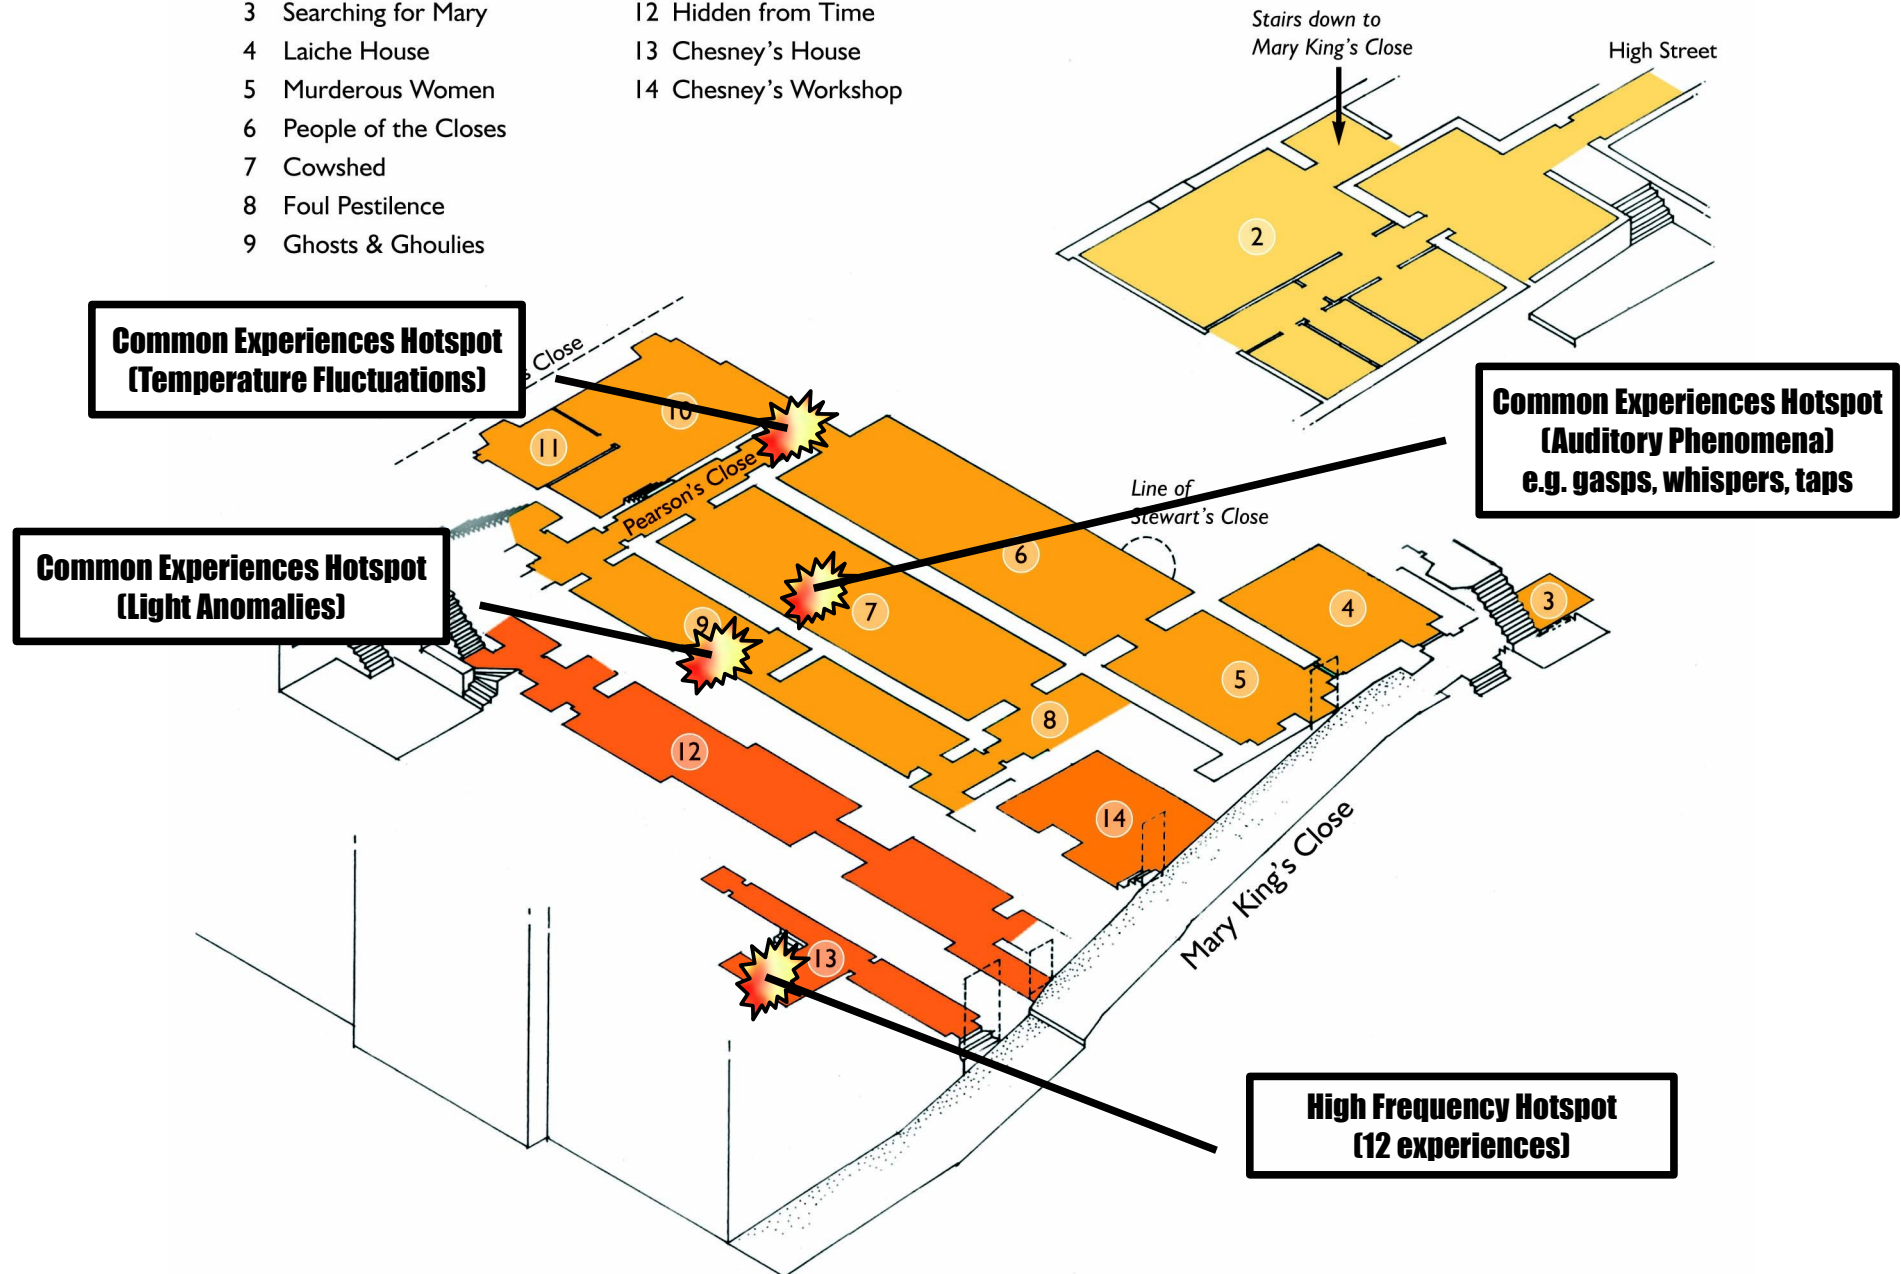 3 Searching for Mary
4 Laiche House
5 Murderous Women
6 People of the Closes
7 Cowshed
8 Foul Pestilence
9 Ghosts & Ghoulies
12 Hidden from Time
13 Chesney's House
14 Chesney's Workshop
Stairs down to
Mary King's Close
High Street
2
Common Experiences Hotspot
(Temperature Fluctuations)
Close
10
11
Pearson's Close
Common Experiences Hotspot
(Auditory Phenomena)
e.g. gasps, whispers, taps
Line of
Stewart's Close
6
Common Experiences Hotspot
(Light Anomalies)
9
7
4
3
5
8
12
14
Mary King's Close
13
High Frequency Hotspot
(12 experiences)